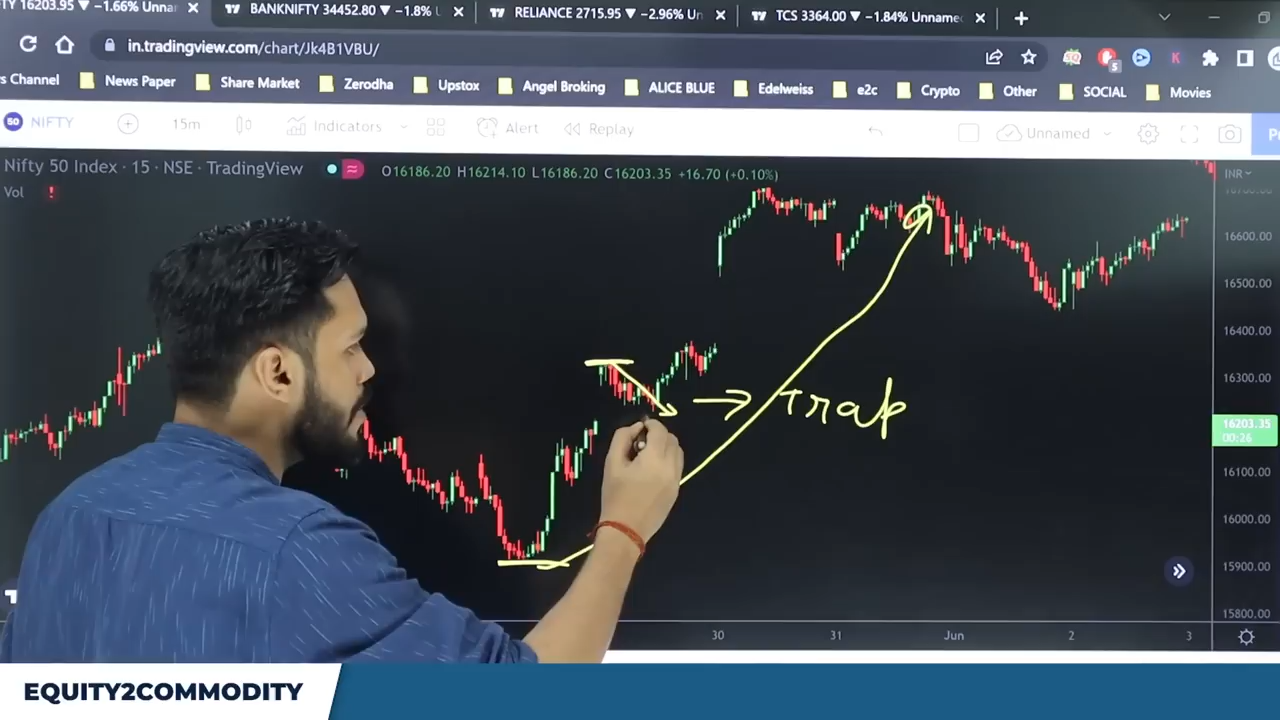 Y 16203.95 ▼ −1.66% Unnar
BANKNIFTY 34452.80 ▼ −1.8%
RELIANCE 2715.95 ▼ −2.96% Un
TCS 3364.00 ▼ −1.84% Unname
in.tradingview.com/chart/Jk4B1VBU/
s Channel News Paper Share Market Zerodha Upstox Angel Broking ALICE BLUE Edelweiss e2c Crypto Other SOCIAL Movies
50 NIFTY 15m Indicators Alert Replay Unnamed P
Nifty 50 Index · 15 · NSE · TradingView O16186.20 H16214.10 L16186.20 C16203.35 +16.70 (+0.10%) INR
Vol !
16700.00
16600.00
16500.00
16400.00
16300.00
Trap
16203.35
00:26
16100.00
16000.00
15900.00
15800.00
30 31 Jun 2 3
EQUITY2COMMODITY